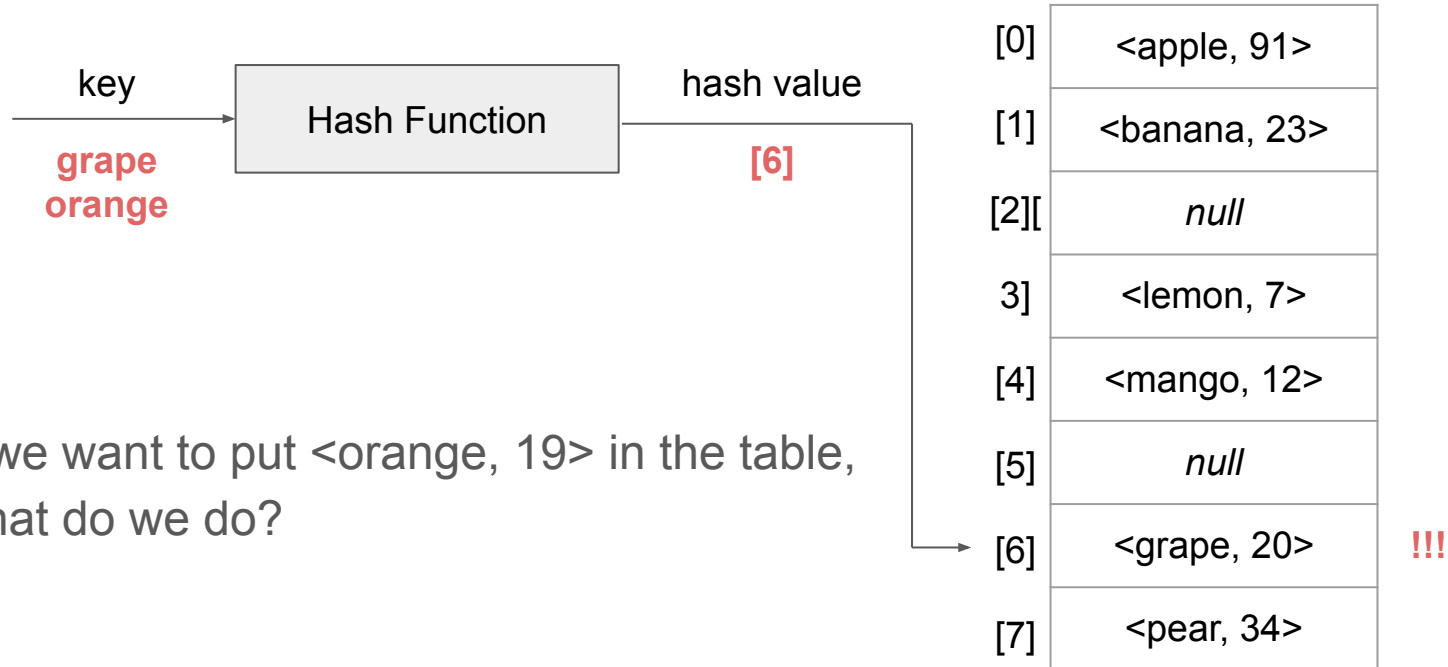 key
Hash Function
hash value
grape
orange
[6]
we want to put <orange, 19> in the table,
hat do we do?
[0] <apple, 91>
[1] <banana, 23>
[2][ null
3] <lemon, 7>
[4] <mango, 12>
[5] null
[6] <grape, 20> !!!
[7] <pear, 34>